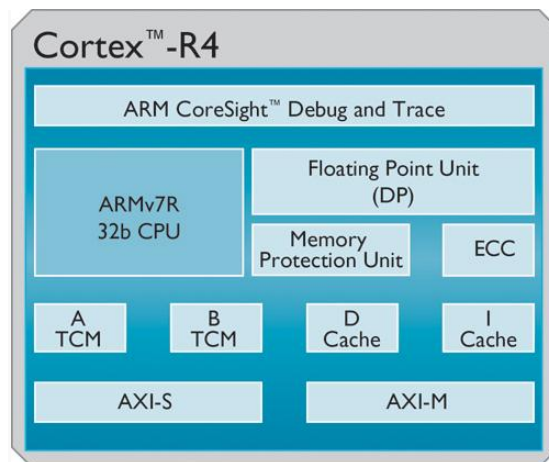 Cortex™-R4
ARM CoreSight™ Debug and Trace
ARMv7R
32b CPU
Floating Point Unit
(DP)
Memory
Protection Unit
ECC
A
TCM
B
TCM
D
Cache
I
Cache
AXI-S
AXI-M